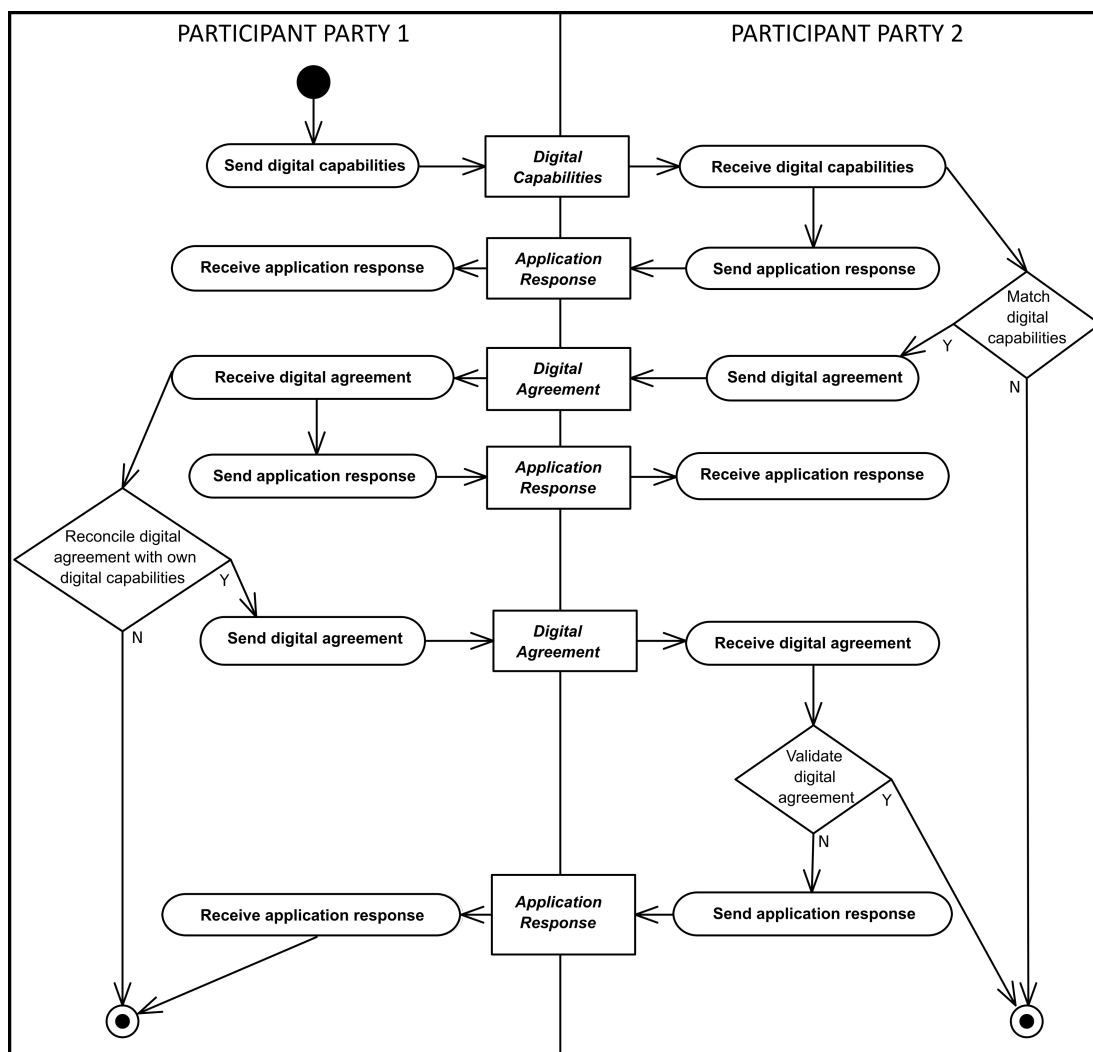 PARTICIPANT PARTY 1
PARTICIPANT PARTY 2
Send digital capabilities
Digital
Capabilities
Receive digital capabilities
Receive application response
Application
Response
Send application response
Match
digital
capabilities
Y
N
Receive digital agreement
Digital
Agreement
Send digital agreement
Send application response
Application
Response
Receive application response
Reconcile digital
agreement with own
digital capabilities
Y
N
Send digital agreement
Digital
Agreement
Receive digital agreement
Validate
digital
agreement
Y
N
Receive application response
Application
Response
Send application response